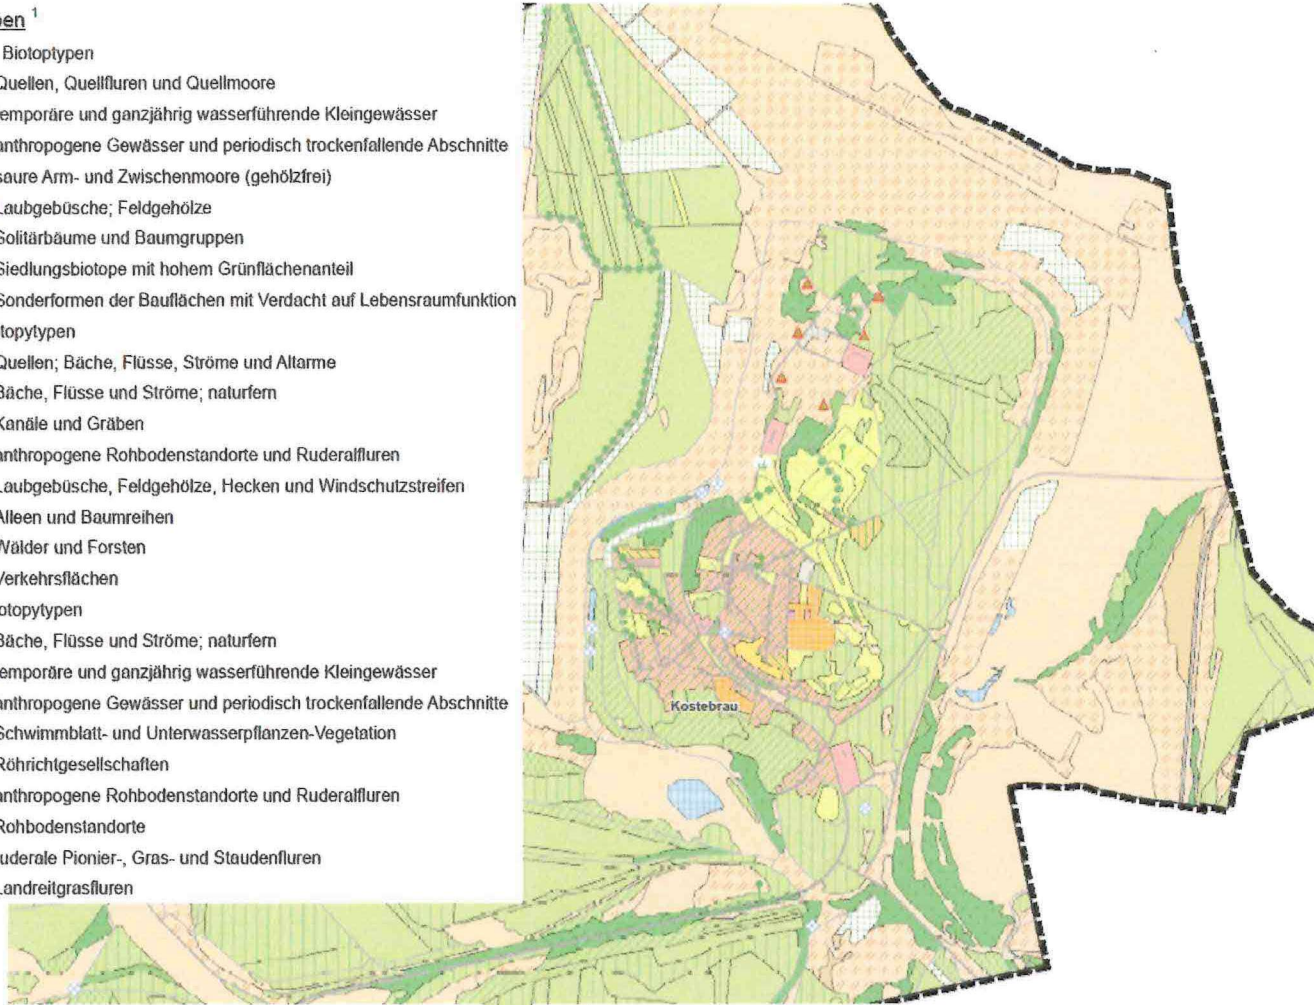 pen 1
Biotoptypen
Quellen, Quellfluren und Quellmoore
temporäre und ganzjährig wasserführende Kleingewässer
anthropogene Gewässer und periodisch trockenfallende Abschnitte
saure Arm- und Zwischenmoore (gehölzfrei)
Laubgebüsche; Feldgehölze
Solitärbäume und Baumgruppen
Siedlungsbiotope mit hohem Grünflächenanteil
Sonderformen der Bauflächen mit Verdacht auf Lebensraumfunktion
topytypen
Quellen; Bäche, Flüsse, Ströme und Altarme
Bäche, Flüsse und Ströme; naturfern
Kanäle und Gräben
anthropogene Rohbodenstandorte und Ruderalfluren
Laubgebüsche, Feldgehölze, Hecken und Windschutzstreifen
Alleen und Baumreihen
Wälder und Forsten
Verkehrsflächen
otopytypen
Bäche, Flüsse und Ströme; naturfern
temporäre und ganzjährig wasserführende Kleingewässer
anthropogene Gewässer und periodisch trockenfallende Abschnitte
Schwimmblatt- und Unterwasserpflanzen-Vegetation
Röhrichtgesellschaften
anthropogene Rohbodenstandorte und Ruderalfluren
Rohbodenstandorte
ruderale Pionier-, Gras- und Staudenfluren
Landreitgrasfluren
Kostebrau